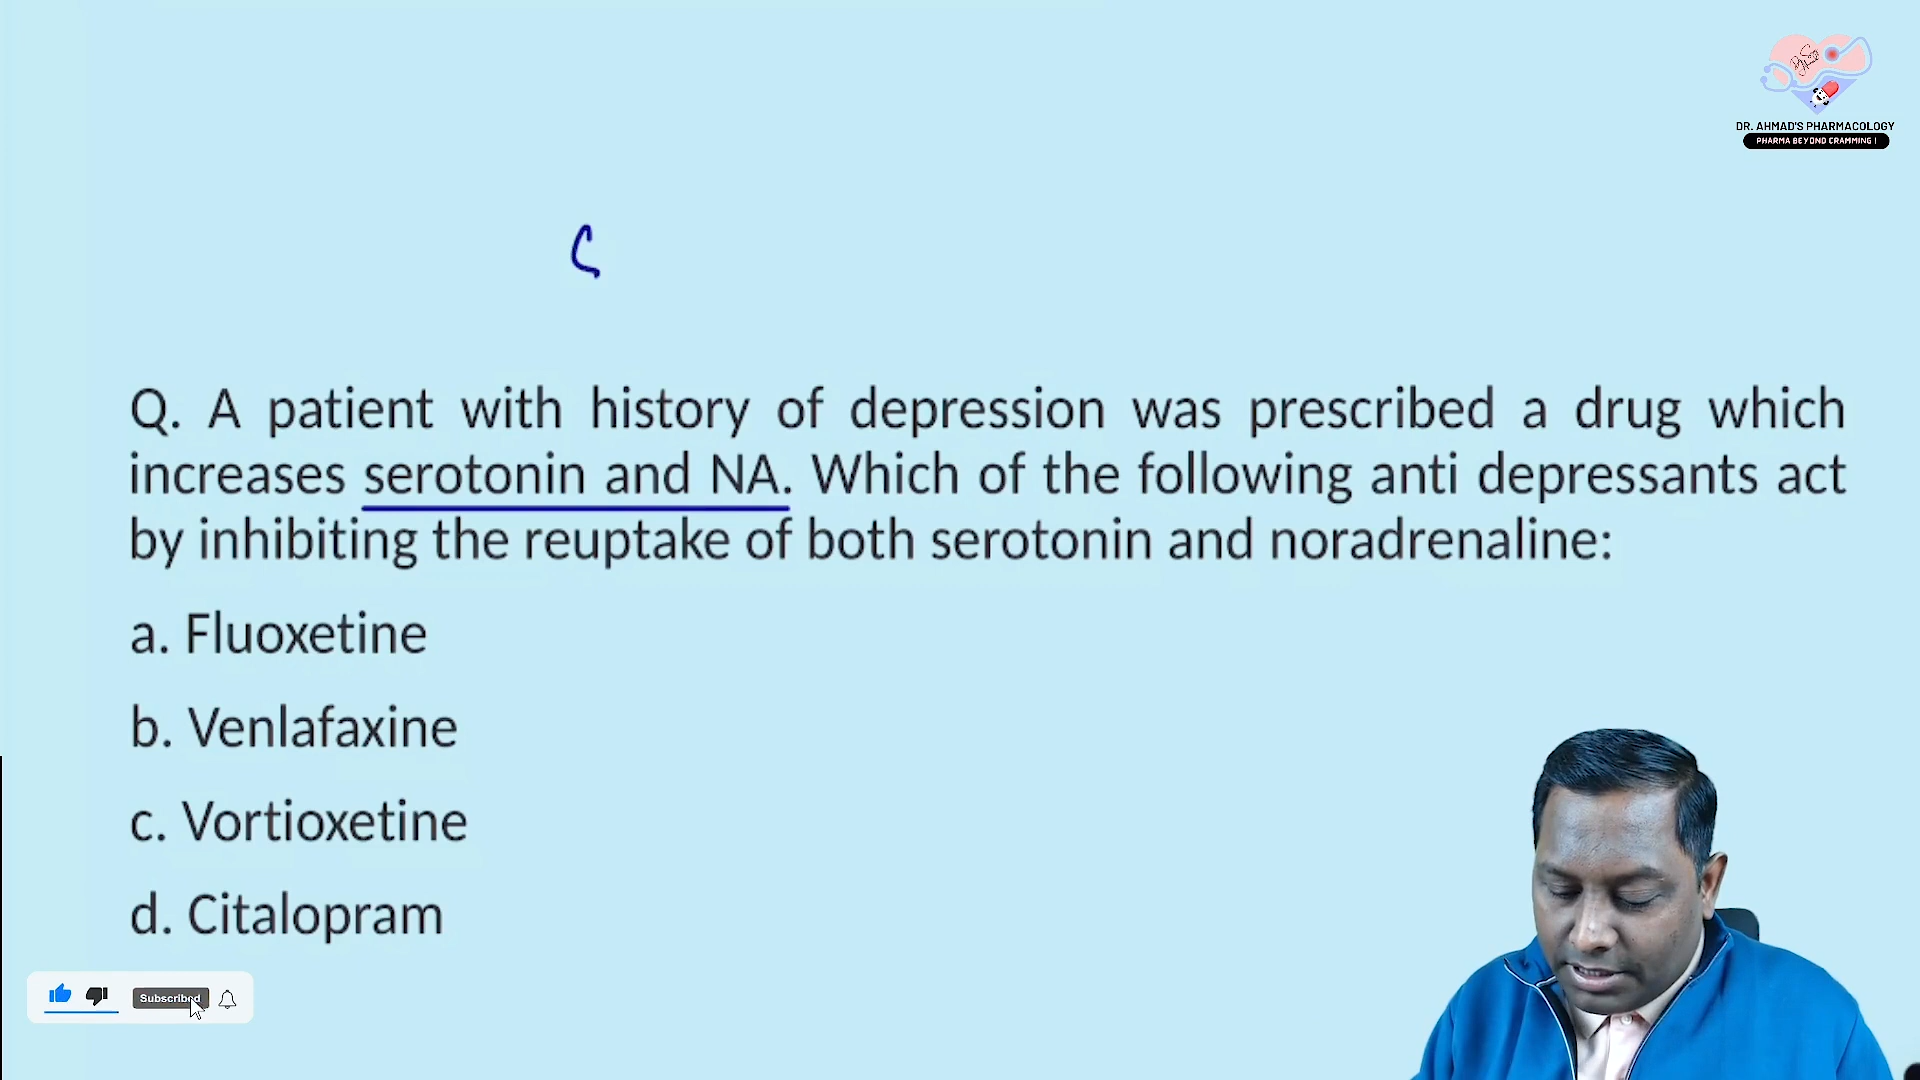 DR. AHMAD'S PHARMACOLOGY
PHARMA BEYOND CRAMMING !
Q. A patient with history of depression was prescribed a drug which
increases serotonin and NA. Which of the following anti depressants act
by inhibiting the reuptake of both serotonin and noradrenaline:
a. Fluoxetine
b. Venlafaxine
c. Vortioxetine
d. Citalopram
Subscribed